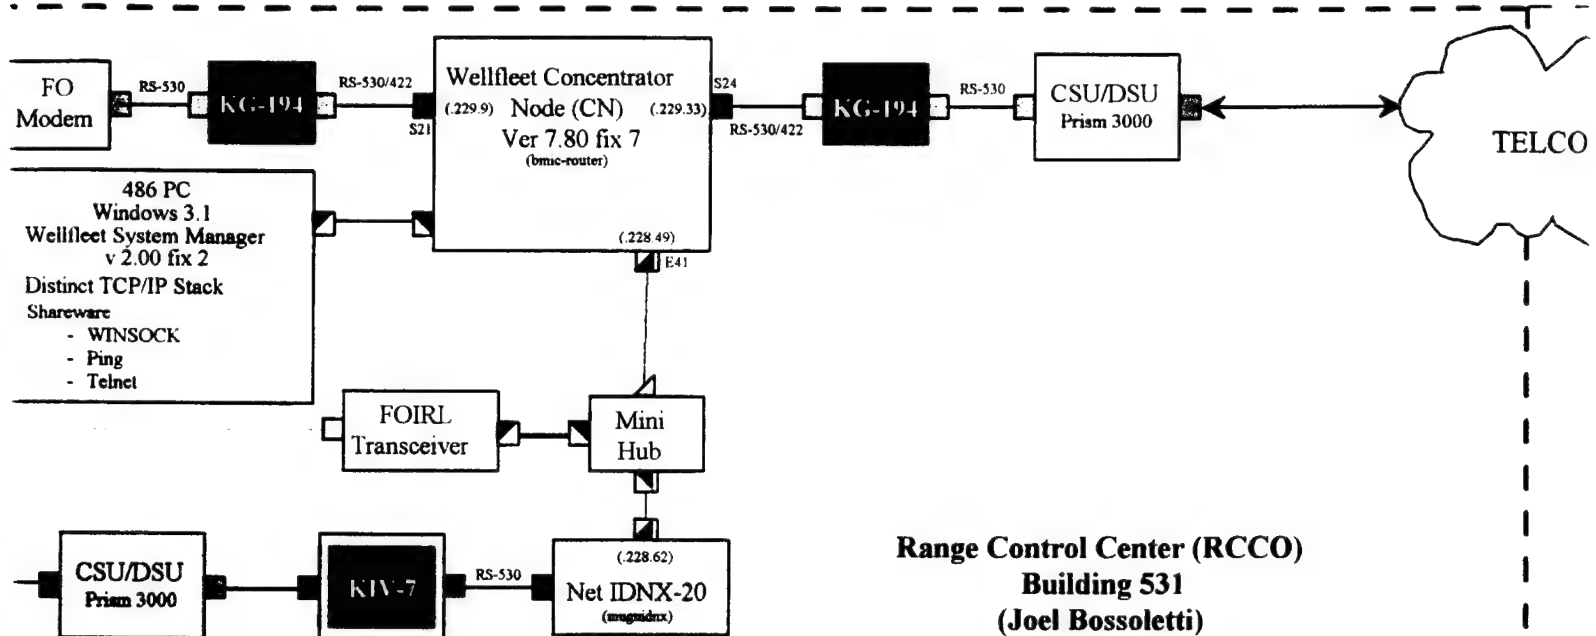 FO
Modem
RS-530
KG-194
RS-530/422
S21
Wellfleet Concentrator
(.229.9) Node (CN) (.229.33)
Ver 7.80 fix 7
(bmic-router)
(.228.49)
E41
S24
RS-530/422
KG-194
RS-530
CSU/DSU
Prism 3000
TELCO
486 PC
Windows 3.1
Wellfleet System Manager
v 2.00 fix 2
Distinct TCP/IP Stack
Shareware
- WINSOCK
- Ping
- Telnet
FOIRL
Transceiver
Mini
Hub
CSU/DSU
Prism 3000
KIV-7
RS-530
(.228.62)
Net IDNX-20
Range Control Center (RCCO)
Building 531
(Joel Bossoletti)